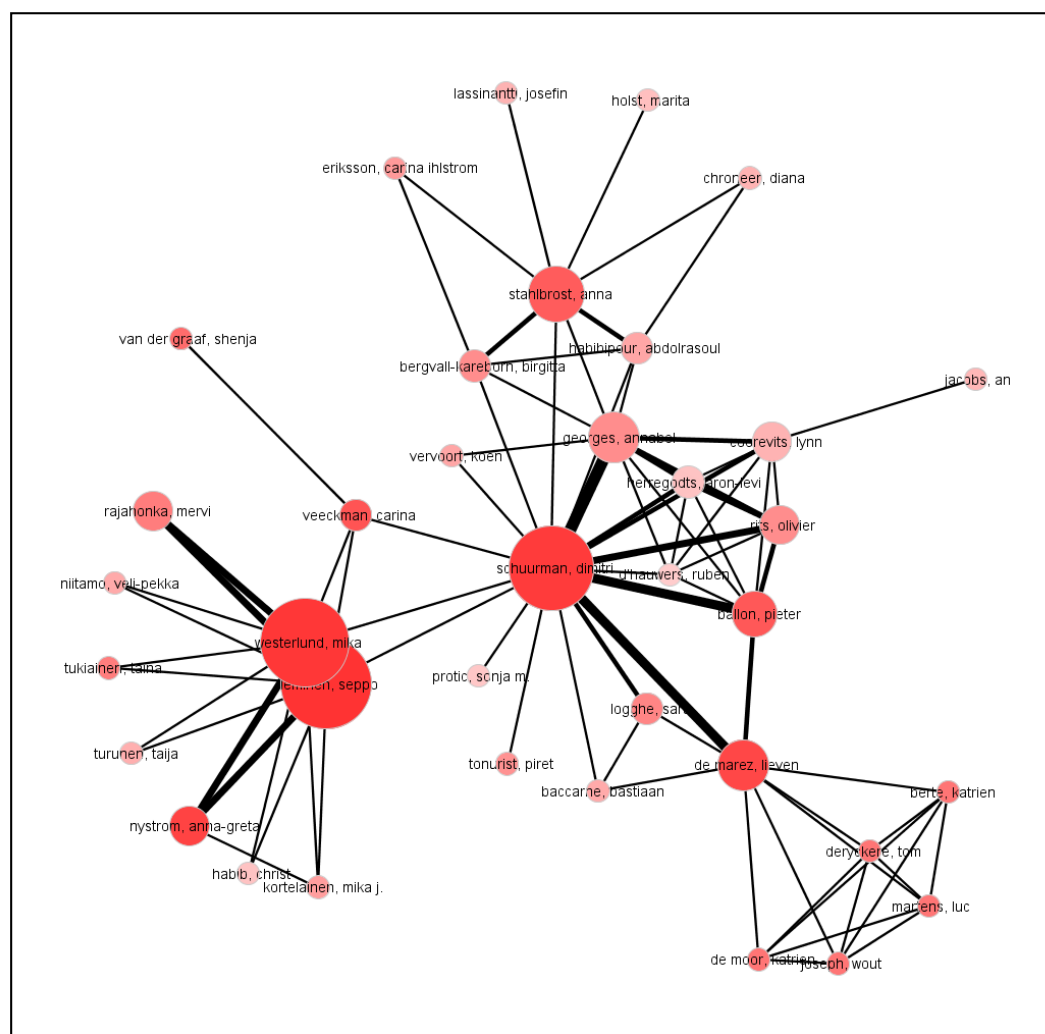 lassinantti, josefin
holst, marita
eriksson, carina ihlstrom
chroneer, diana
stahlbrost, anna
van der graaf, shenja
habibipour, abdolrasoul
bergvall-kareborn, birgitta
jacobs, an
georges, annabel
coorevits, lynn
vervoort, koen
herregodts, aron-levi
rajahonka, mervi
veeckman, carina
rits, olivier
schuurman, dimitri
d'hauwers, ruben
niitamo, veli-pekka
ballon, pieter
westerlund, mika
tukiainen, taina
protic, sonja m.
leminen, seppo
logghe, sara
turunen, taija
tonurist, piret
de marez, lieven
baccarne, bastiaan
berte, katrien
nystrom, anna-greta
deryckere, tom
habib, christ
kortelainen, mika j.
martens, luc
de moor, katrien
joseph, wout